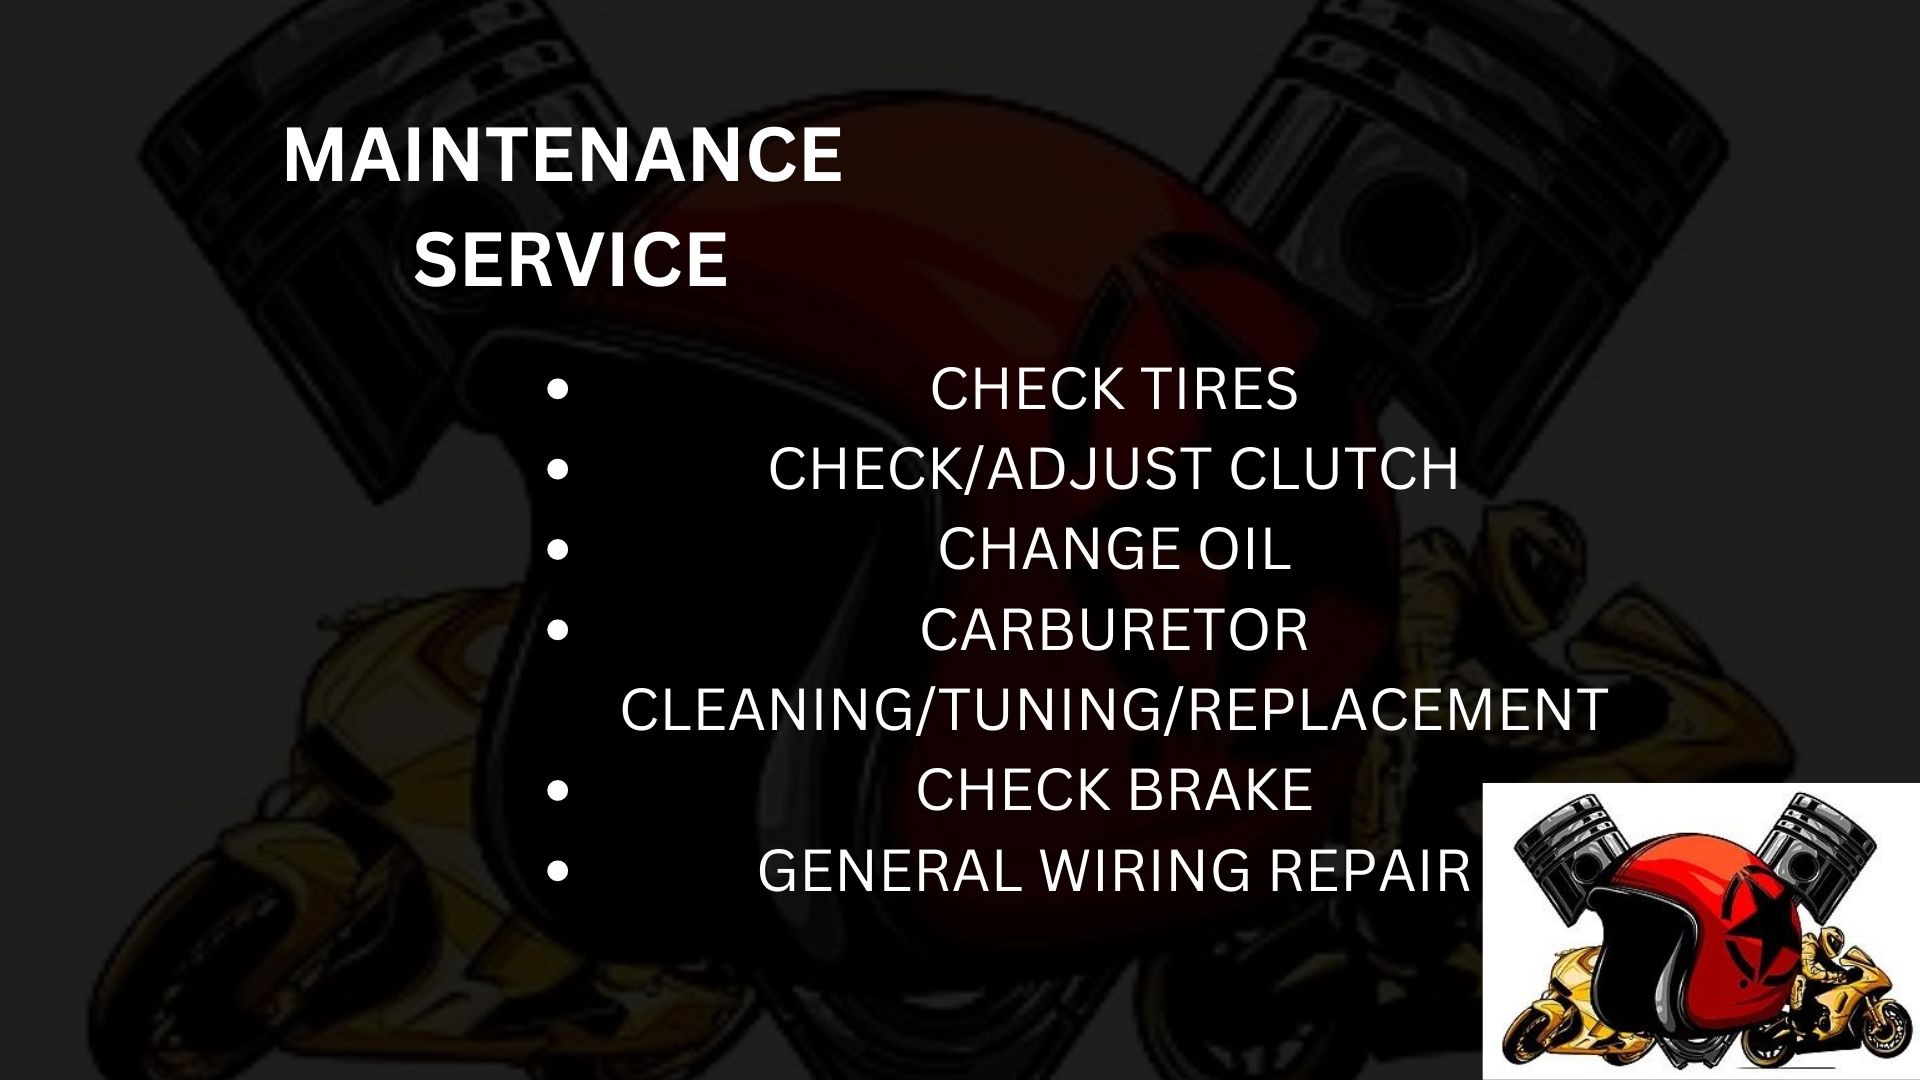 MAINTENANCE
SERVICE
• CHECK TIRES
• CHECK/ADJUST CLUTCH
• CHANGE OIL
• CARBURETOR
CLEANING/TUNING/REPLACEMENT
• CHECK BRAKE
• GENERAL WIRING REPAIR